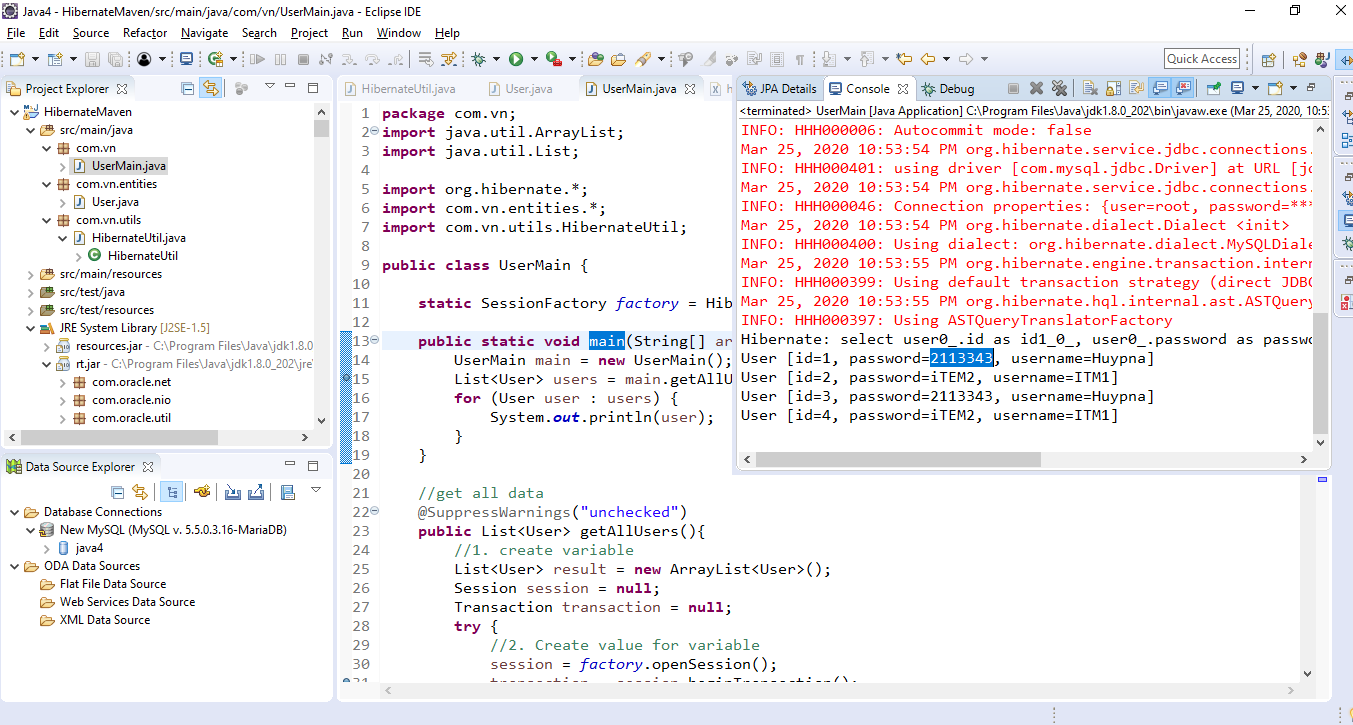 Java4 - HibernateMaven/src/main/java/com/vn/UserMain.java - Eclipse IDE
File Edit Source Refactor Navigate Search Project Run Window Help
Quick Access
Project Explorer
HibernateMaven
src/main/java
com.vn
UserMain.java
com.vn.entities
User.java
com.vn.utils
HibernateUtil.java
HibernateUtil
src/main/resources
src/test/java
src/test/resources
JRE System Library [J2SE-1.5]
resources.jar - C:\Program Files\Java\jdk1.8.0
rt.jar - C:\Program Files\Java\jdk1.8.0_202\jre
com.oracle.net
com.oracle.nio
com.oracle.util
Data Source Explorer
Database Connections
New MySQL (MySQL v. 5.5.0.3.16-MariaDB)
java4
ODA Data Sources
Flat File Data Source
Web Services Data Source
XML Data Source
HibernateUtil.java User.java UserMain.java h
1 package com.vn;
2 import java.util.ArrayList;
3 import java.util.List;
4
5 import org.hibernate.*;
6 import com.vn.entities.*;
7 import com.vn.utils.HibernateUtil;
8
9 public class UserMain {
10
11 static SessionFactory factory = Hib
12
13 public static void main(String[] ar
14 UserMain main = new UserMain();
15 List<User> users = main.getAllU
16 for (User user : users) {
17 System.out.println(user);
18 }
19 }
20
21 //get all data
22 @SuppressWarnings("unchecked")
23 public List<User> getAllUsers(){
24 //1. create variable
25 List<User> result = new ArrayList<User>();
26 Session session = null;
27 Transaction transaction = null;
28 try {
29 //2. Create value for variable
30 session = factory.openSession();
31 transaction = session.beginTransaction();
JPA Details Console Debug
<terminated> UserMain [Java Application] C:\Program Files\Java\jdk1.8.0_202\bin\javaw.exe (Mar 25, 2020, 10:53
INFO: HHH000006: Autocommit mode: false
Mar 25, 2020 10:53:54 PM org.hibernate.service.jdbc.connections.
INFO: HHH000401: using driver [com.mysql.jdbc.Driver] at URL [jd
Mar 25, 2020 10:53:54 PM org.hibernate.service.jdbc.connections.
INFO: HHH000046: Connection properties: {user=root, password=***
Mar 25, 2020 10:53:54 PM org.hibernate.dialect.Dialect <init>
INFO: HHH000400: Using dialect: org.hibernate.dialect.MySQLDiale
Mar 25, 2020 10:53:55 PM org.hibernate.engine.transaction.intern
INFO: HHH000399: Using default transaction strategy (direct JDBC
Mar 25, 2020 10:53:55 PM org.hibernate.hql.internal.ast.ASTQuery
INFO: HHH000397: Using ASTQueryTranslatorFactory
Hibernate: select user0_.id as id1_0_, user0_.password as passwo
User [id=1, password=2113343, username=Huypna]
User [id=2, password=iTEM2, username=ITM1]
User [id=3, password=2113343, username=Huypna]
User [id=4, password=iTEM2, username=ITM1]